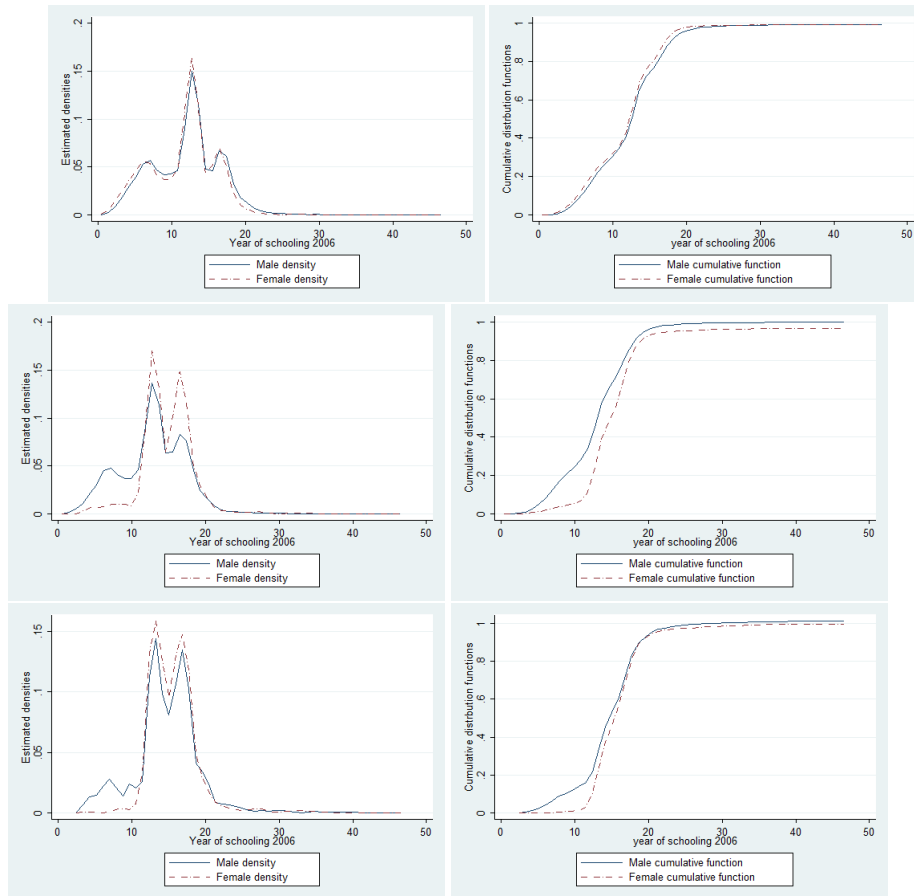 Estimated densities
.2
.15
.1
.05
0
0 10 20 30 40 50
Year of schooling 2006
Male density
Female density
Cumulative distrbution functions
1
.8
.6
.4
.2
0
0 10 20 30 40 50
year of schooling 2006
Male cumulative function
Female cumulative function
Estimated densities
.2
.15
.1
.05
0
0 10 20 30 40 50
Year of schooling 2006
Male density
Female density
Cumulative distrbution functions
1
.8
.6
.4
.2
0
0 10 20 30 40 50
year of schooling 2006
Male cumulative function
Female cumulative function
Estimated densities
.15
.1
.05
0
0 10 20 30 40 50
Year of schooling 2006
Male density
Female density
Cumulative distrbution functions
1
.8
.6
.4
.2
0
0 10 20 30 40 50
year of schooling 2006
Male cumulative function
Female cumulative function